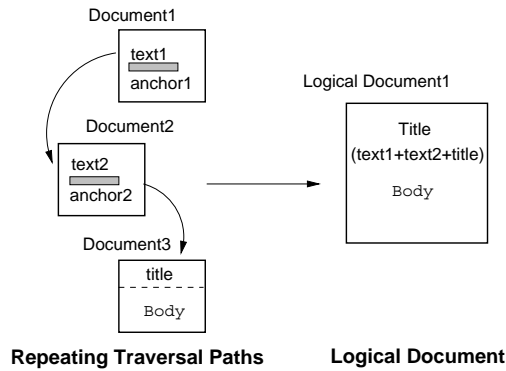 Document1
text1
anchor1
Document2
text2
anchor2
Document3
title
Body
Repeating Traversal Paths
Logical Document1
Title
(text1+text2+title)
Body
Logical Document